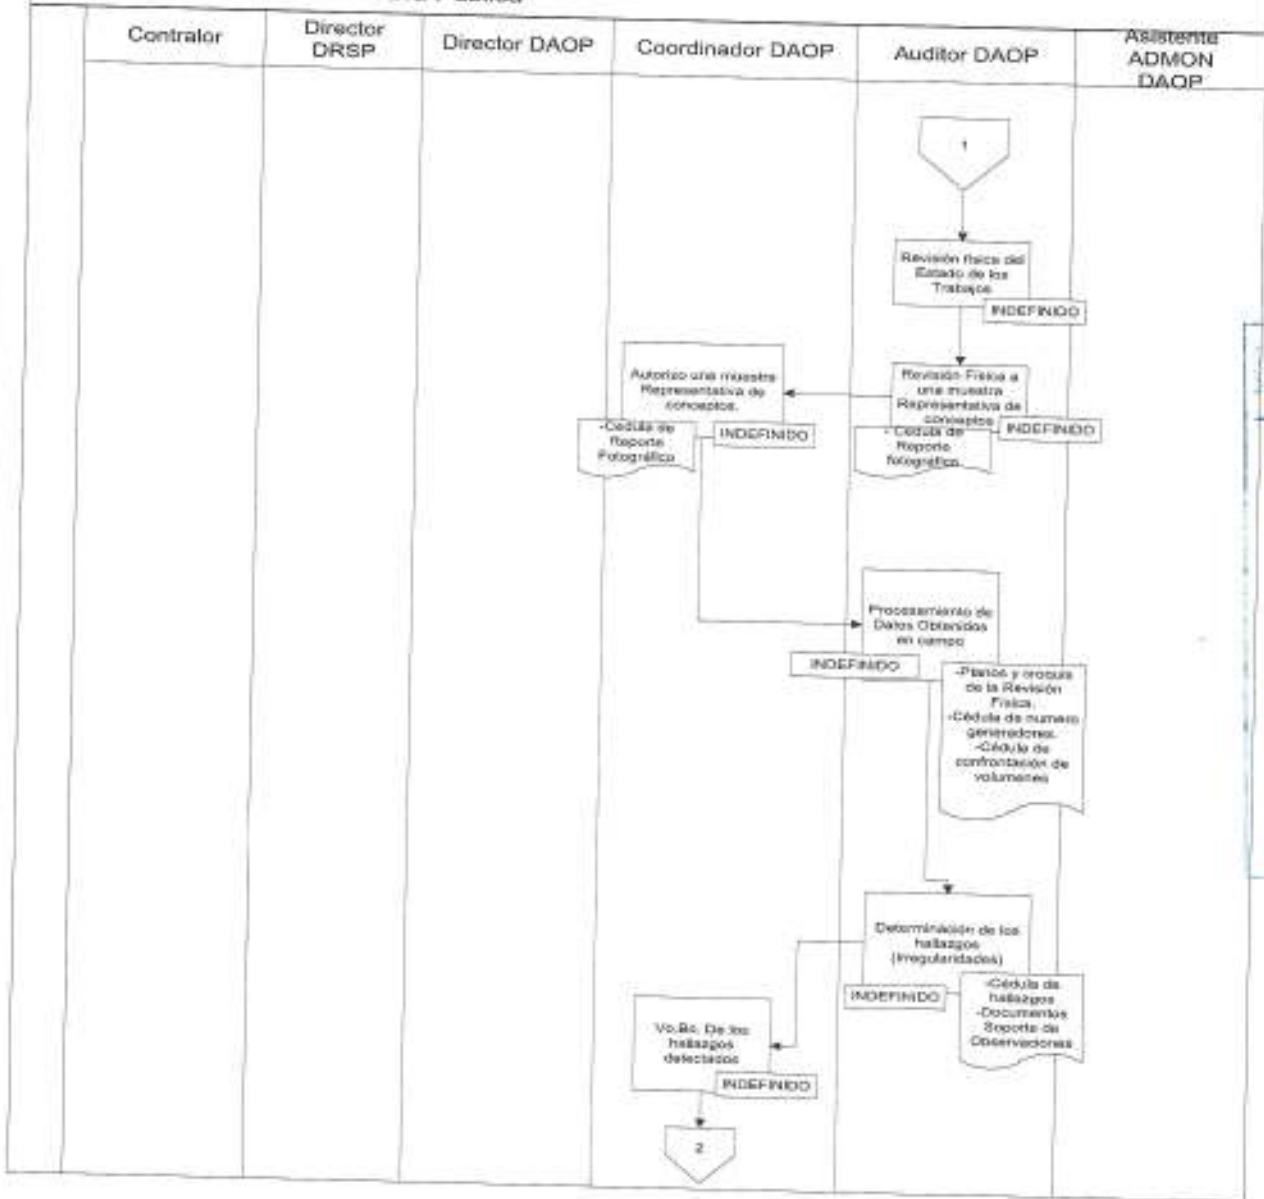 Contralor
Director
DRSP
Director DAOP
Coordinador DAOP
Auditor DAOP
Asistente
ADMON
DAOP
1
Revisión física del
Estado de los
Trabajos
INDEFINIDO
Autorizo una muestra
Representativa de
conceptos.
INDEFINIDO
-Cedula de
Reporte
Fotográfico
Revisión Física a
una muestra
Representativa de
conceptos
INDEFINIDO
- Cedula de
Reporte
fotográfico
Procesamiento de
Datos Obtenidos
en campo
INDEFINIDO
-Planos y croquis
de la Revisión
Física.
-Cédula de numero
generadores.
-Cédula de
confrontación de
volumenes
Determinación de los
hallazgos
(Irregularidades)
INDEFINIDO
-Cédula de
hallazgos
-Documentos
Soporte de
Observaciones
Vo.Bo. De los
hallazgos
detectados
INDEFINIDO
2